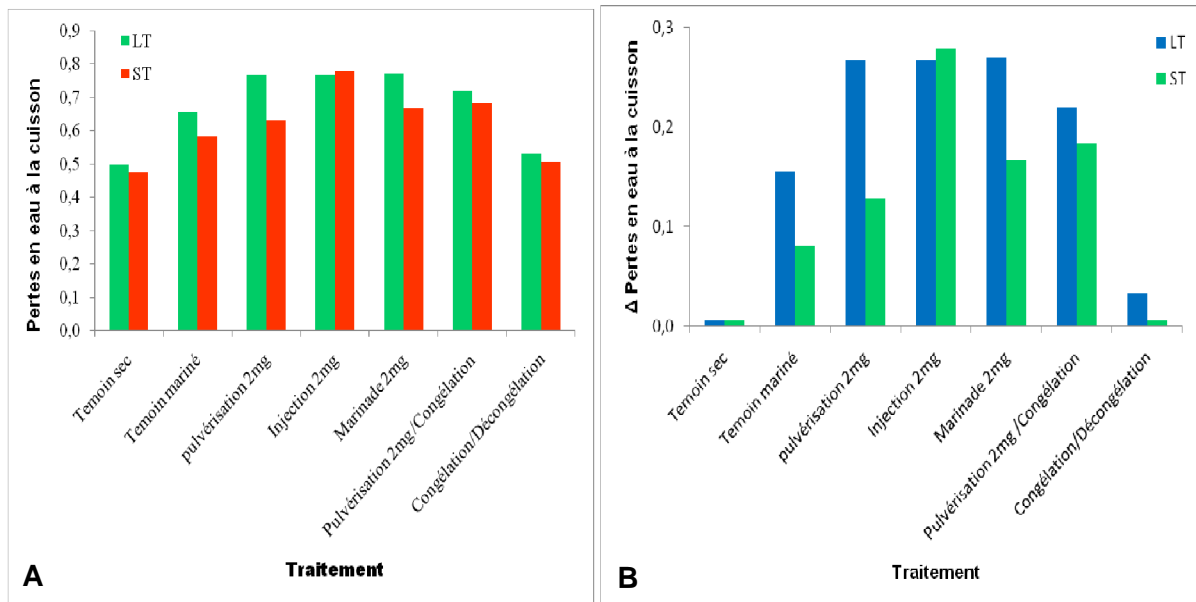 0,9
0,8
0,7
0,6
0,5
0,4
0,3
0,2
0,1
0,0
Pertes en eau à la cuisson
LT
ST
Temoin sec
Temoin mariné
pulvérisation 2mg
Injection 2mg
Marinade 2mg
Pulvérisation 2mg/Congélation
Congélation/Décongélation
Traitement
A
0,3
0,2
0,1
0,0
Δ Pertes en eau à la cuisson
LT
ST
Temoin sec
Temoin mariné
pulvérisation 2mg
Injection 2mg
Marinade 2mg
Pulvérisation 2mg /Congélation
Congélation/Décongélation
Traitement
B